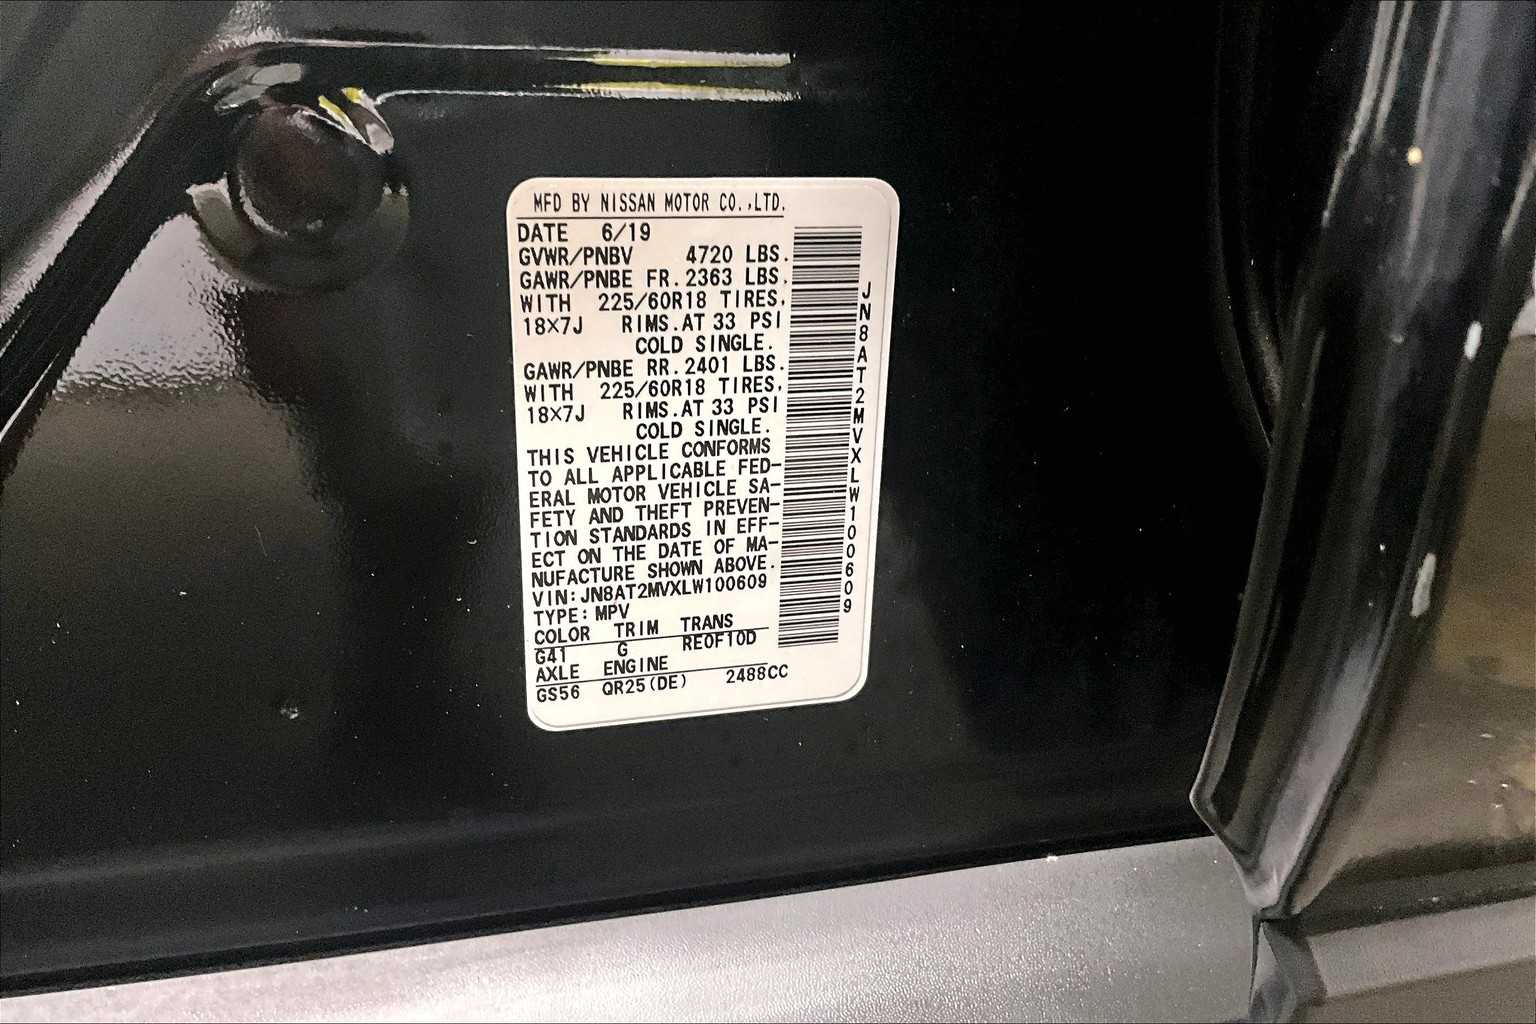 MFD BY NISSAN MOTOR CO.,LTD.
DATE 6/19
GVWR/PNBV 4720 LBS.
GAWR/PNBE FR.2363 LBS.
WITH 225/60R18 TIRES,
18×7J RIMS.AT 33 PSI
COLD SINGLE.
GAWR/PNBE RR.2401 LBS.
WITH 225/60R18 TIRES,
18×7J RIMS.AT 33 PSI
COLD SINGLE.
THIS VEHICLE CONFORMS
TO ALL APPLICABLE FED-
ERAL MOTOR VEHICLE SA-
FETY AND THEFT PREVEN-
TION STANDARDS IN EFF-
ECT ON THE DATE OF MA-
NUFACTURE SHOWN ABOVE.
VIN:JN8AT2MVXLW100609
TYPE:MPV
COLOR TRIM TRANS
G41 G RE0F10D
AXLE ENGINE
GS56 QR25(DE) 2488CC
JN8AT2MVXLW100609